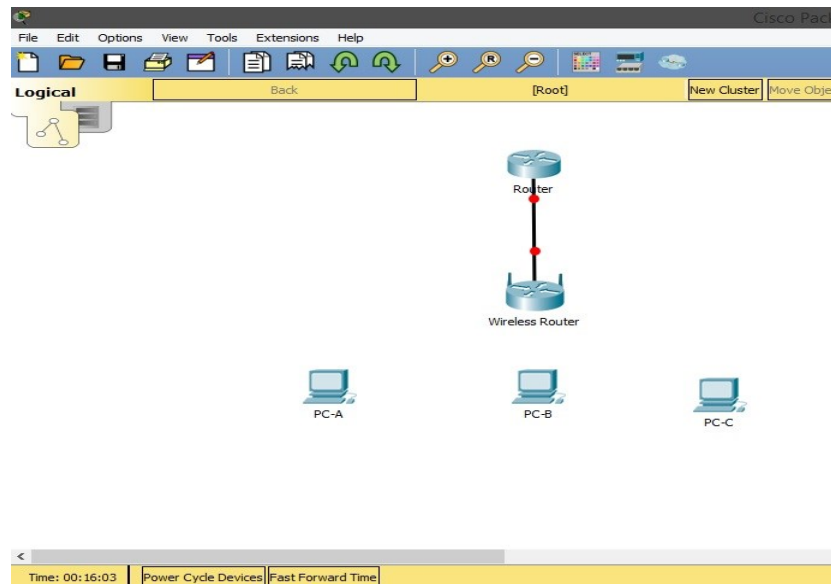 Cisco Pack
File Edit Options View Tools Extensions Help
Logical Back [Root] New Cluster Move Obje
Router
Wireless Router
PC-A PC-B PC-C
Time: 00:16:03 Power Cycle Devices Fast Forward Time